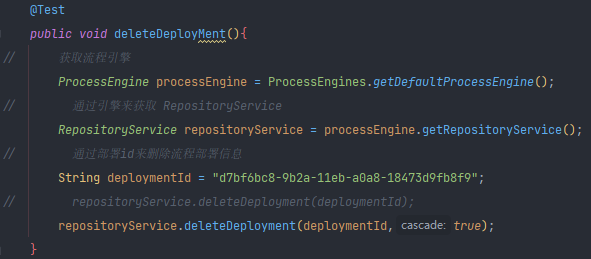 @Test
public void deleteDeployMent(){
// 获取流程引擎
ProcessEngine processEngine = ProcessEngines.getDefaultProcessEngine();
// 通过引擎来获取 RepositoryService
RepositoryService repositoryService = processEngine.getRepositoryService();
// 通过部署id来删除流程部署信息
String deploymentId = "d7bf6bc8-9b2a-11eb-a0a8-18473d9fb8f9";
// repositoryService.deleteDeployment(deploymentId);
repositoryService.deleteDeployment(deploymentId, cascade: true);
}